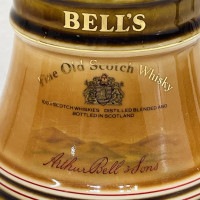 BELL'S
Fine Old Scotch Whisky
100% SCOTCH WHISKIES DISTILLED BLENDED AND
BOTTLED IN SCOTLAND
Arthur Bell & Sons